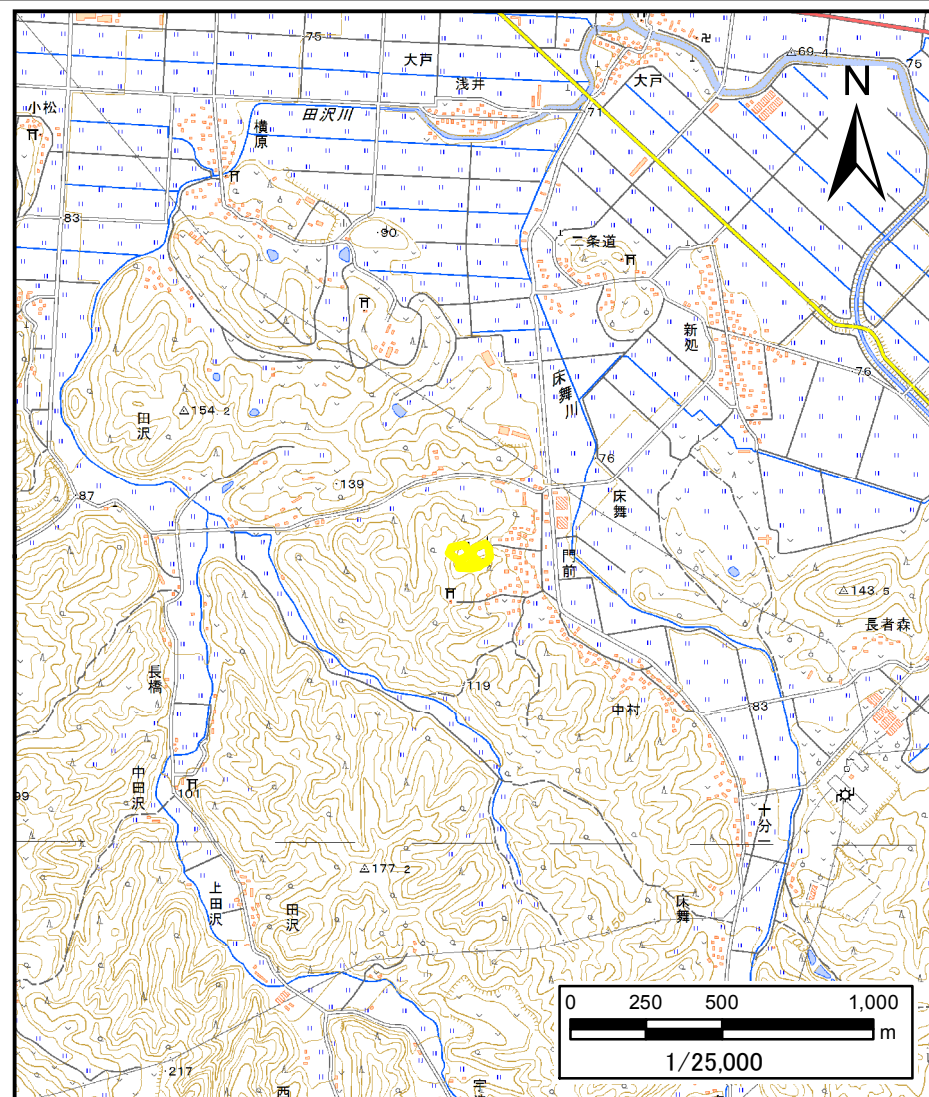 75
大戸
69.4
75
小松
浅井
大戸
田沢川
71
横原
N
83
90
二条道
新処
床舞川
76
154.2
田沢
76
139
床舞
87
門前
143.5
長者森
長橋
119
中村
83
中田沢
99
101
十分一
177.2
上田沢
田沢
床舞
217
西
0 250 500 1,000
m
1/25,000